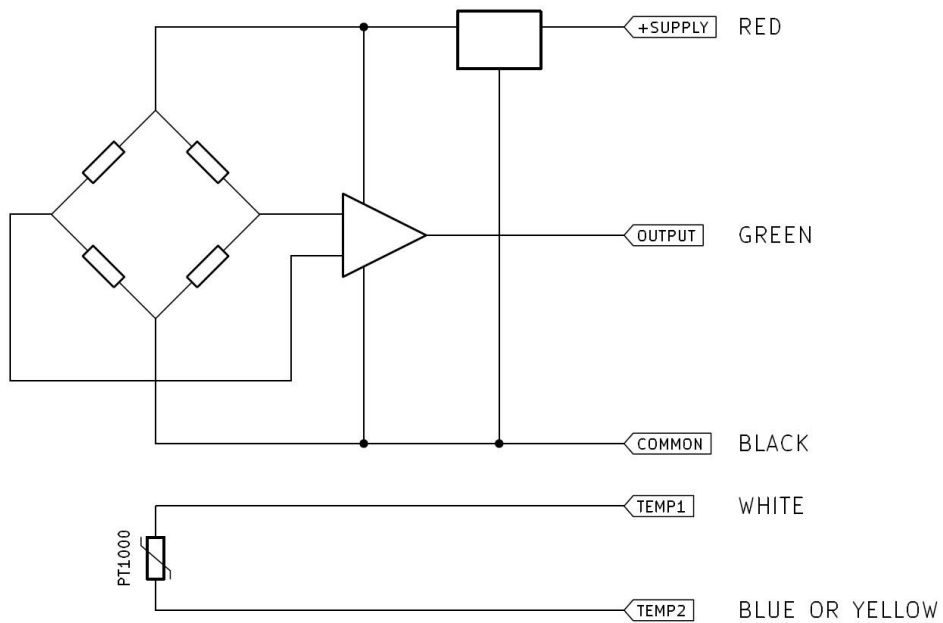 +SUPPLY RED
OUTPUT GREEN
COMMON BLACK
TEMP1 WHITE
PT1000
TEMP2 BLUE OR YELLOW